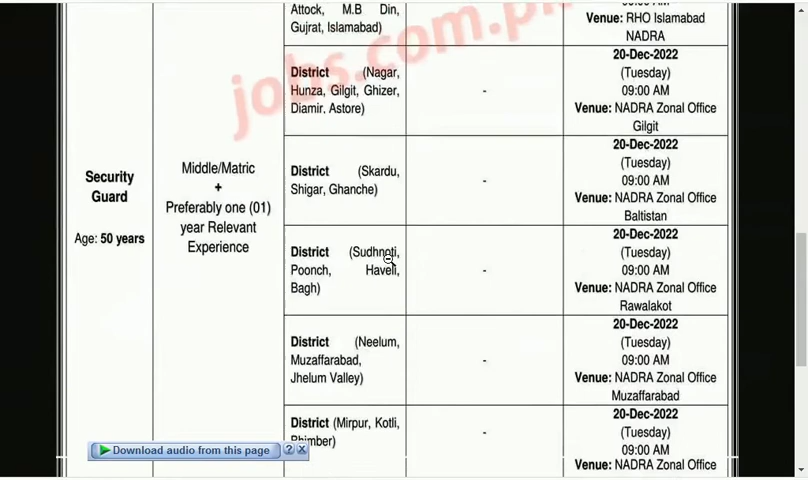 Attock, M.B Din,
Gujrat, Islamabad)
Venue: RHO Islamabad
NADRA
jobs.com.pk
Security
Guard
Age: 50 years
Middle/Matric
+
Preferably one (01)
year Relevant
Experience
District (Nagar,
Hunza, Gilgit, Ghizer,
Diamir, Astore)
-
20-Dec-2022
(Tuesday)
09:00 AM
Venue: NADRA Zonal Office
Gilgit
District (Skardu,
Shigar, Ghanche)
-
20-Dec-2022
(Tuesday)
09:00 AM
Venue: NADRA Zonal Office
Baltistan
District (Sudhnoti,
Poonch, Haveli,
Bagh)
-
20-Dec-2022
(Tuesday)
09:00 AM
Venue: NADRA Zonal Office
Rawalakot
District (Neelum,
Muzaffarabad,
Jhelum Valley)
-
20-Dec-2022
(Tuesday)
09:00 AM
Venue: NADRA Zonal Office
Muzaffarabad
District (Mirpur, Kotli,
Bhimber)
-
20-Dec-2022
(Tuesday)
09:00 AM
Venue: NADRA Zonal Office
Download audio from this page ? X